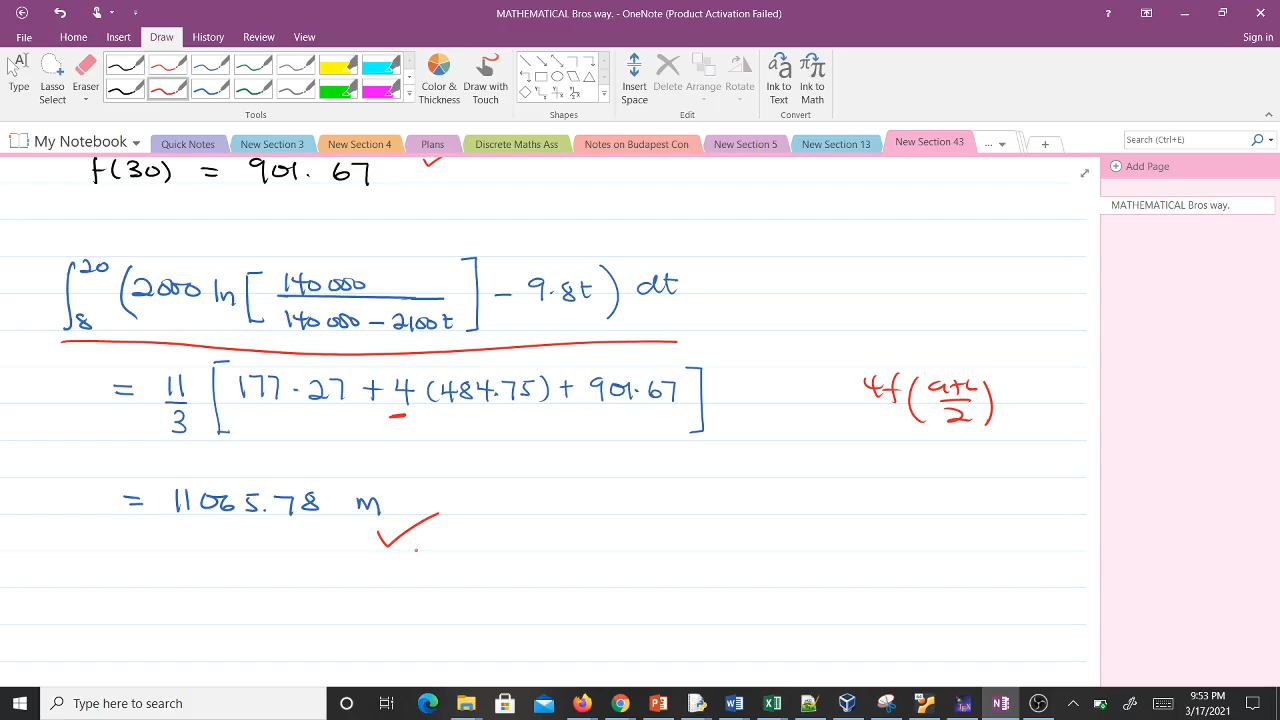 MATHEMATICAL Bros way. - OneNote (Product Activation Failed)
File Home Insert Draw History Review View Sign in
Type Lasso Select Eraser Color & Thickness Draw with Touch Insert Space Delete Arrange Rotate Ink to Text Ink to Math
Tools Shapes Edit Convert
My Notebook Quick Notes New Section 3 New Section 4 Plans Discrete Maths Ass Notes on Budapest Con New Section 5 New Section 13 New Section 43 ... + Search (Ctrl+E)
Add Page
MATHEMATICAL Bros way.
f(30) = 901.67 ✓
∫₈²⁰ (2000 ln [140 000 / 140 000 − 2100t] − 9.8t) dt
= 11/3 [177.27 + 4(484.75) + 901.67] 4f(a+b/2)
= 11065.78 m ✓
Type here to search
9:53 PM
3/17/2021